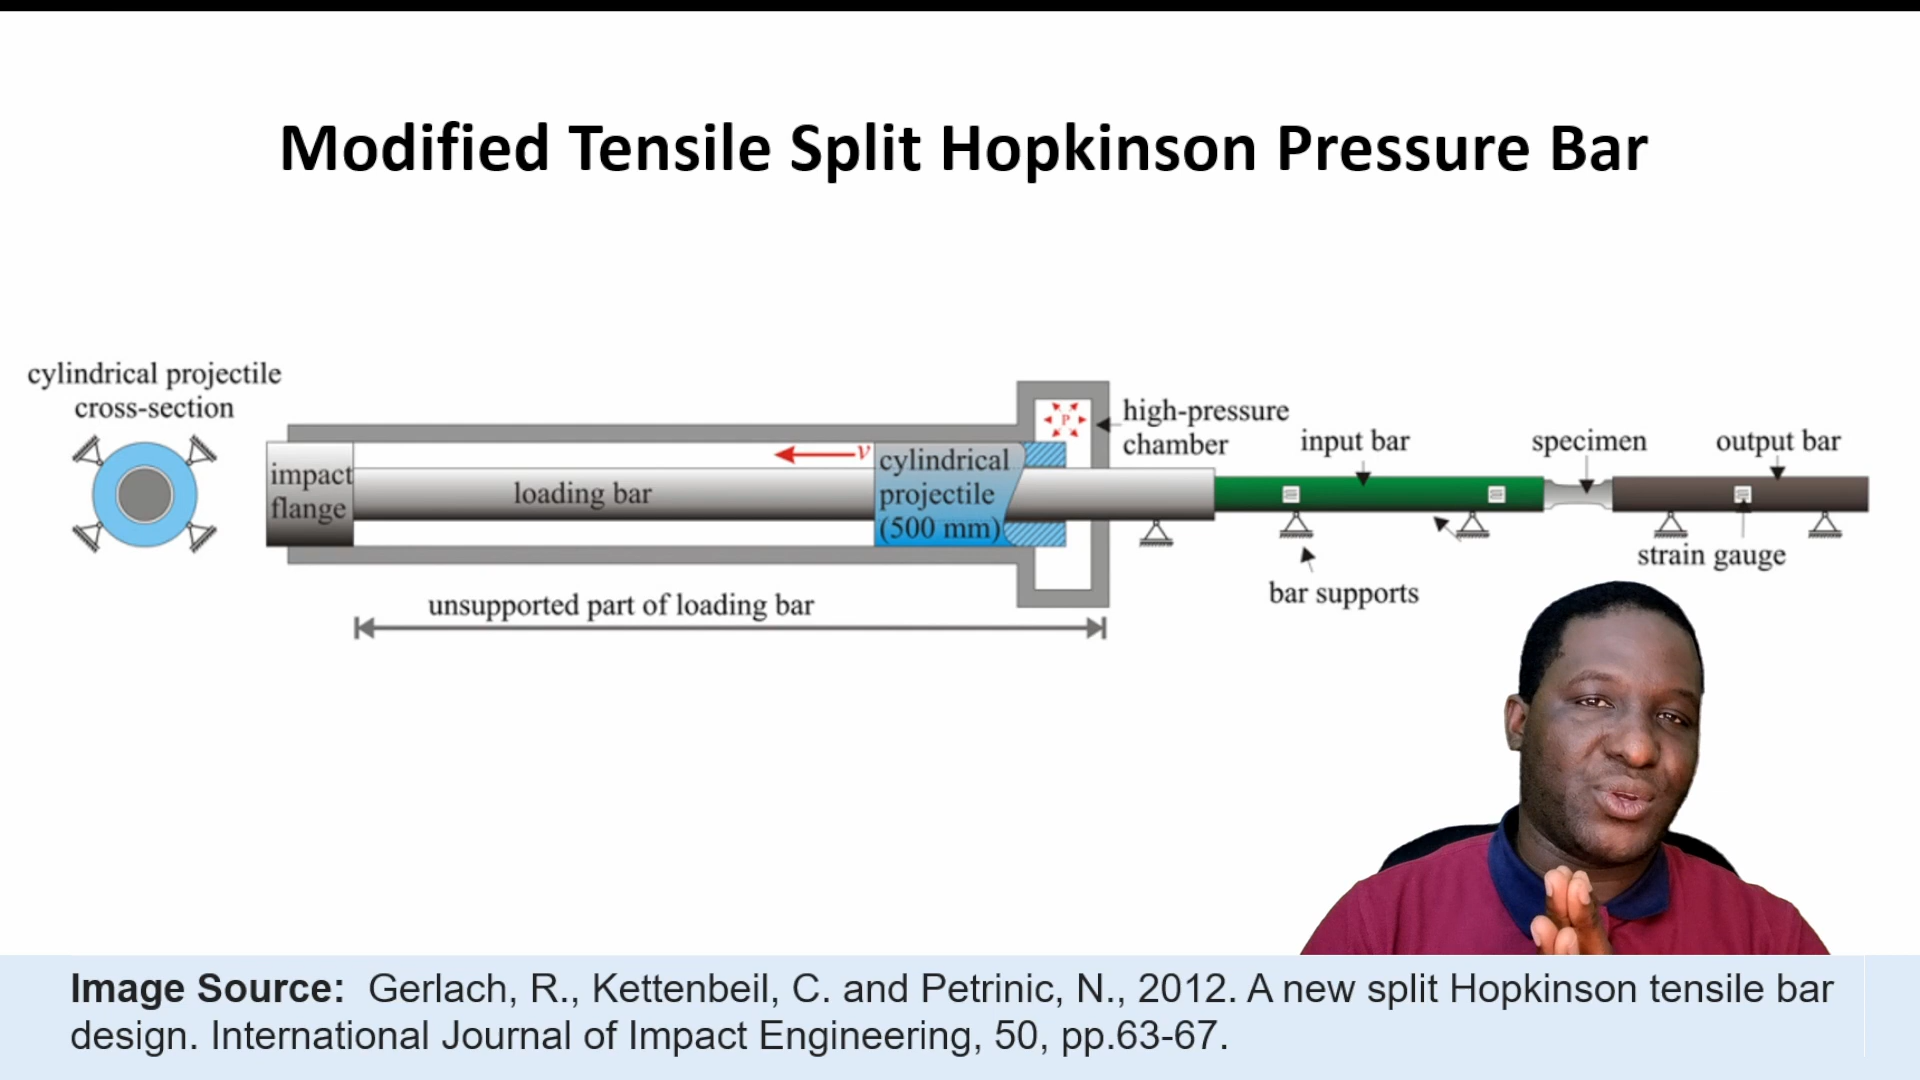 Modified Tensile Split Hopkinson Pressure Bar
cylindrical projectile
cross-section
impact
flange
loading bar
v
cylindrical
projectile
(500 mm)
P
high-pressure
chamber
input bar
specimen
output bar
strain gauge
bar supports
unsupported part of loading bar
Image Source: Gerlach, R., Kettenbeil, C. and Petrinic, N., 2012. A new split Hopkinson tensile bar
design. International Journal of Impact Engineering, 50, pp.63-67.